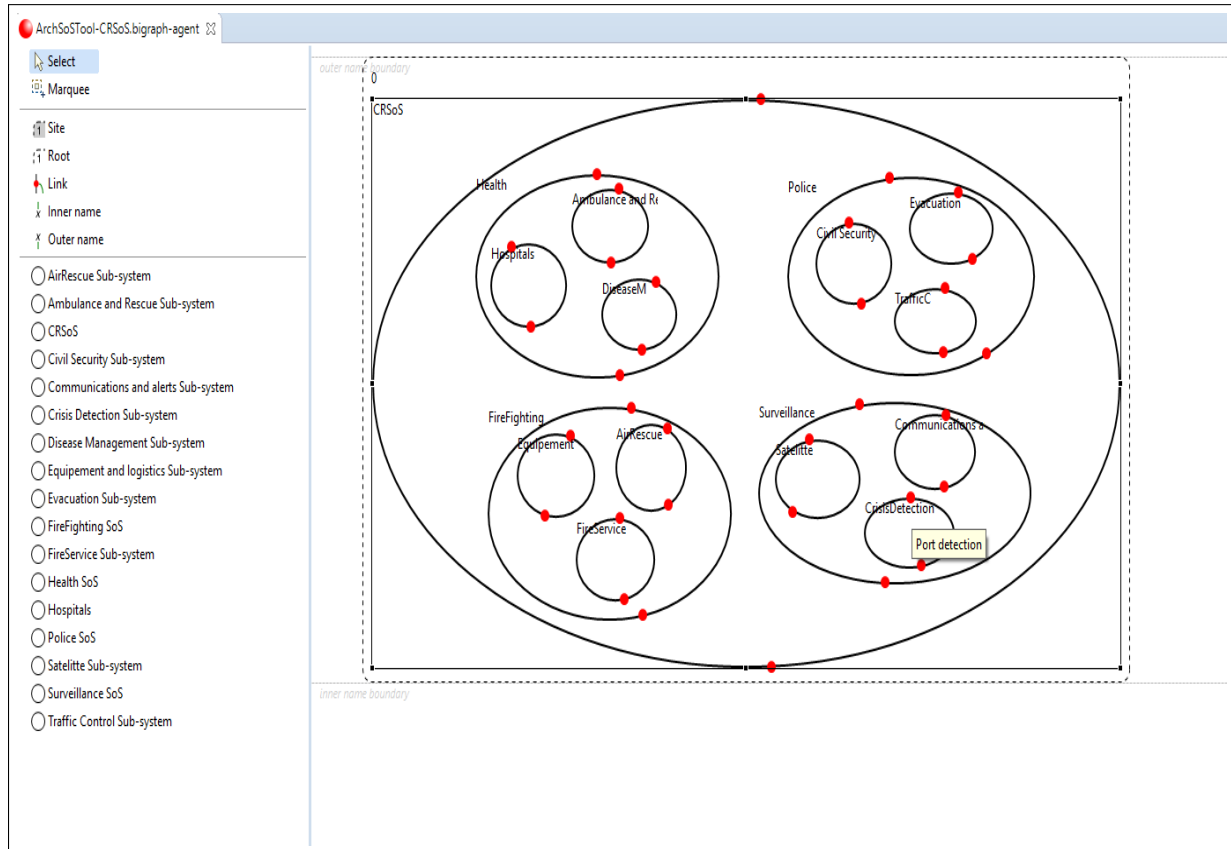 ArchSoSTool-CRSoS.bigraph-agent
Select
Marquee
Site
Root
Link
Inner name
Outer name
AirRescue Sub-system
Ambulance and Rescue Sub-system
CRSoS
Civil Security Sub-system
Communications and alerts Sub-system
Crisis Detection Sub-system
Disease Management Sub-system
Equipement and logistics Sub-system
Evacuation Sub-system
FireFighting SoS
FireService Sub-system
Health SoS
Hospitals
Police SoS
Satelitte Sub-system
Surveillance SoS
Traffic Control Sub-system
outer name boundary
0
CRSoS
Health
Ambulance and Re
Hospitals
DiseaseM
Police
Evacuation
Civil Security
TrafficC
FireFighting
Equipement
AirRescue
FireService
Surveillance
Communications a
Satelitte
CrisisDetection
Port detection
inner name boundary